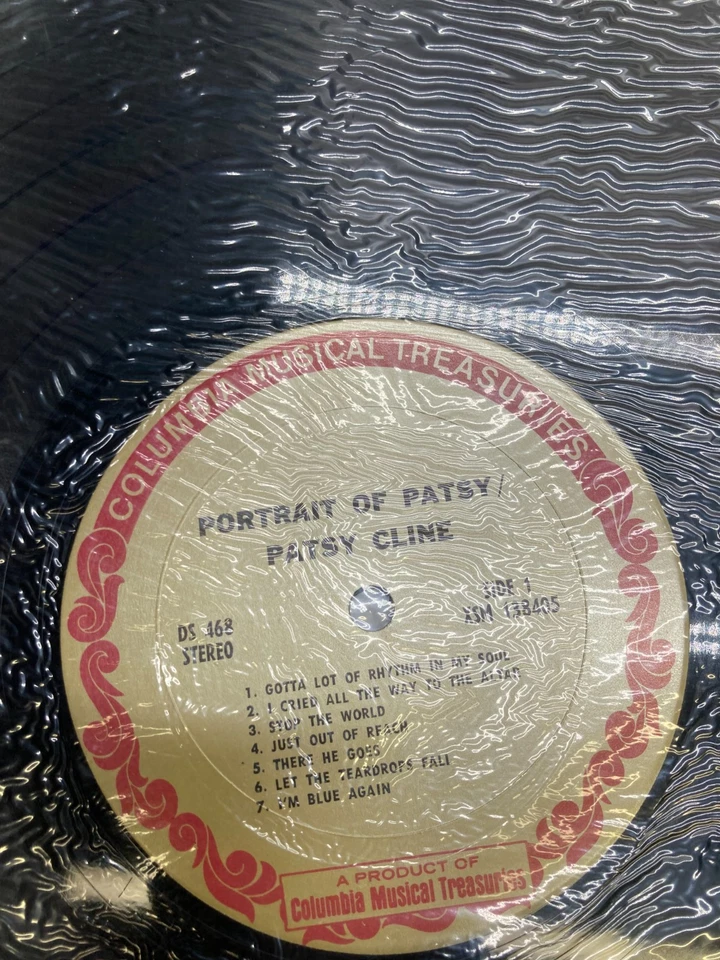 COLUMBIA MUSICAL TREASURIES
PORTRAIT OF PATSY/
PATSY CLINE
DS 468
STEREO
SIDE 1
XSM 138405
1. GOTTA LOT OF RHYTHM IN MY SOUL
2. I CRIED ALL THE WAY TO THE ALTAR
3. STOP THE WORLD
4. JUST OUT OF REACH
5. THERE HE GOES
6. LET THE TEARDROPS FALL
7. I'M BLUE AGAIN
A PRODUCT OF
Columbia Musical Treasuries